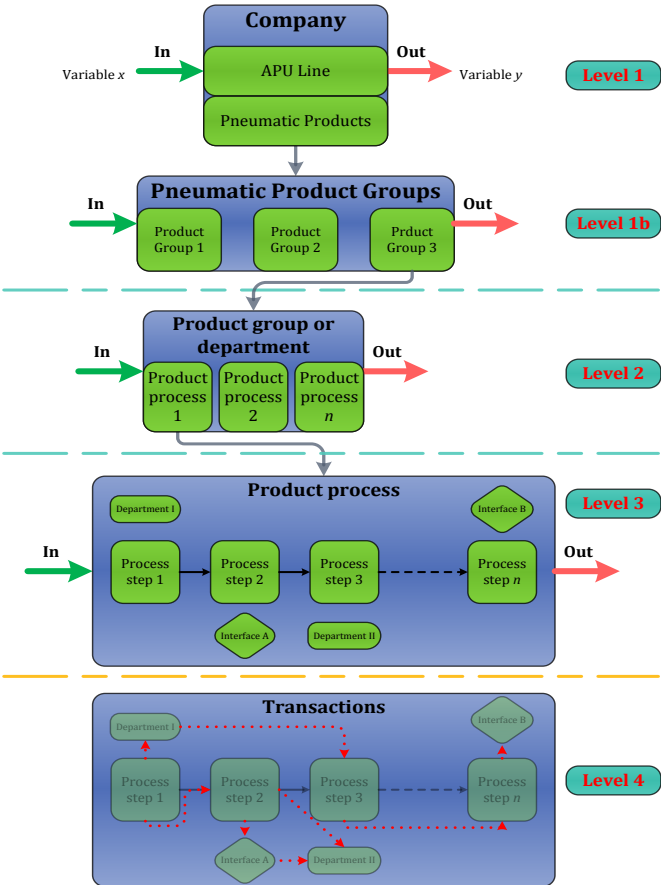 Company
In
Out
Variable x
APU Line
Variable y
Level 1
Pneumatic Products
Pneumatic Product Groups
In
Out
Product
Group 1
Product
Group 2
Prduct
Group 3
Level 1b
Product group or
department
In
Out
Product
process
1
Product
process
2
Product
process
n
Level 2
Product process
Level 3
Department I
Interface B
In
Out
Process
step 1
Process
step 2
Process
step 3
Process
step n
Interface A
Department II
Transactions
Department I
Interface B
Process
step 1
Process
step 2
Process
step 3
Process
step n
Level 4
Interface A
Department II